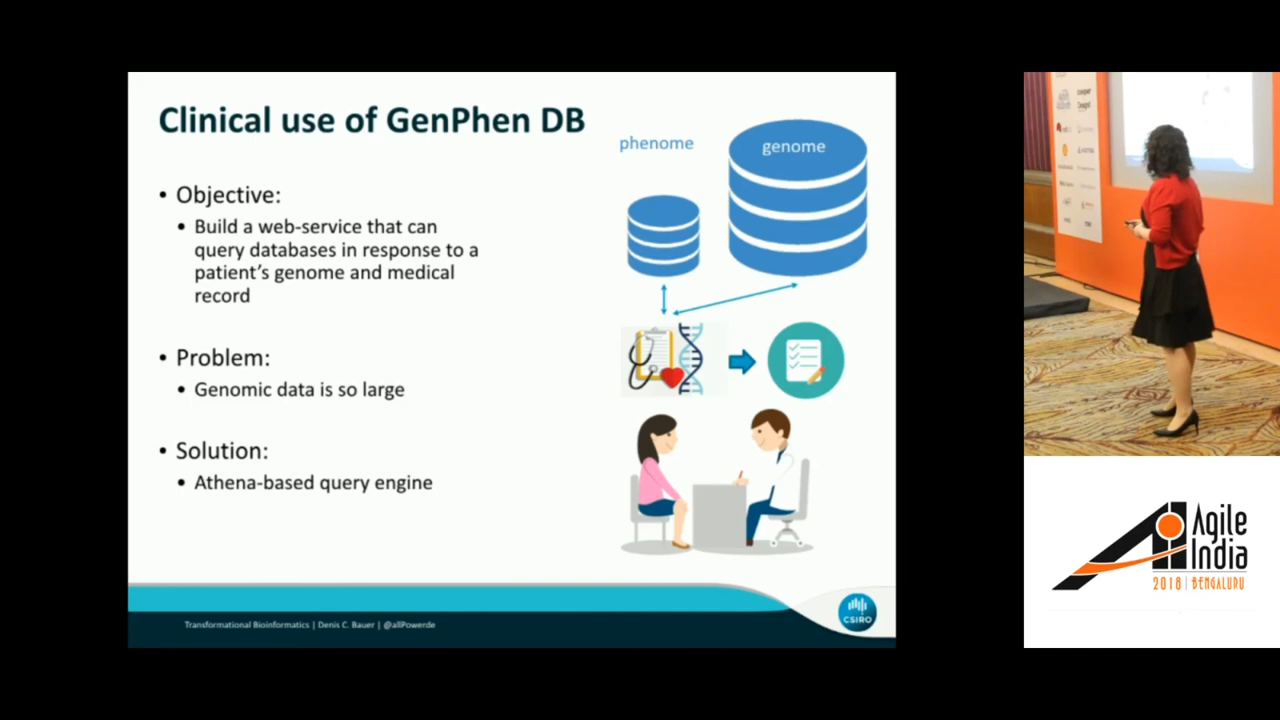 Clinical use of GenPhen DB
phenome
genome
• Objective:
• Build a web-service that can
query databases in response to a
patient's genome and medical
record
• Problem:
• Genomic data is so large
• Solution:
• Athena-based query engine
Transformational Bioinformatics | Denis C. Bauer | @allPowerde
CSIRO
Agile
India
2018 | BENGALURU